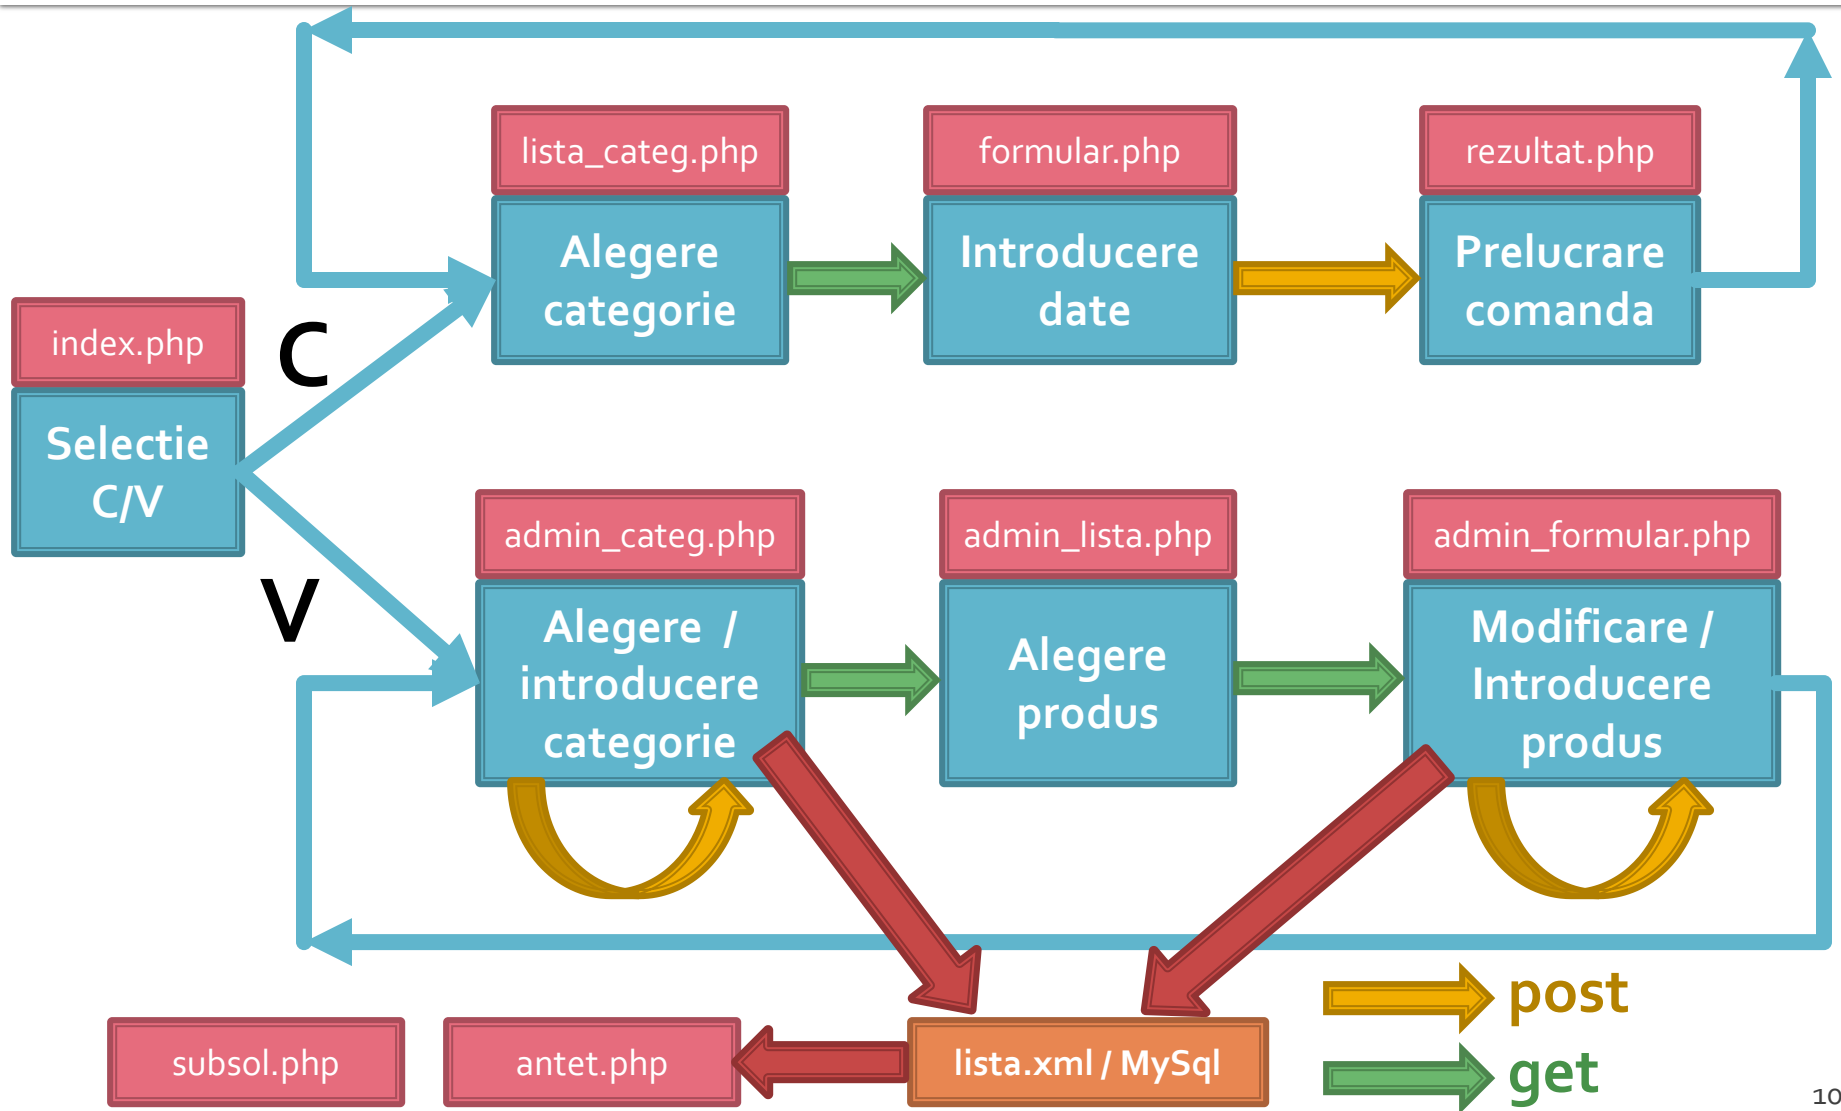 lista_categ.php
formular.php
rezultat.php
Alegere
categorie
Introducere
date
Prelucrare
comanda
index.php
C
Selectie
C/V
V
admin_categ.php
admin_lista.php
admin_formular.php
Alegere /
introducere
categorie
Alegere
produs
Modificare /
Introducere
produs
post
subsol.php
antet.php
lista.xml / MySql
get
10